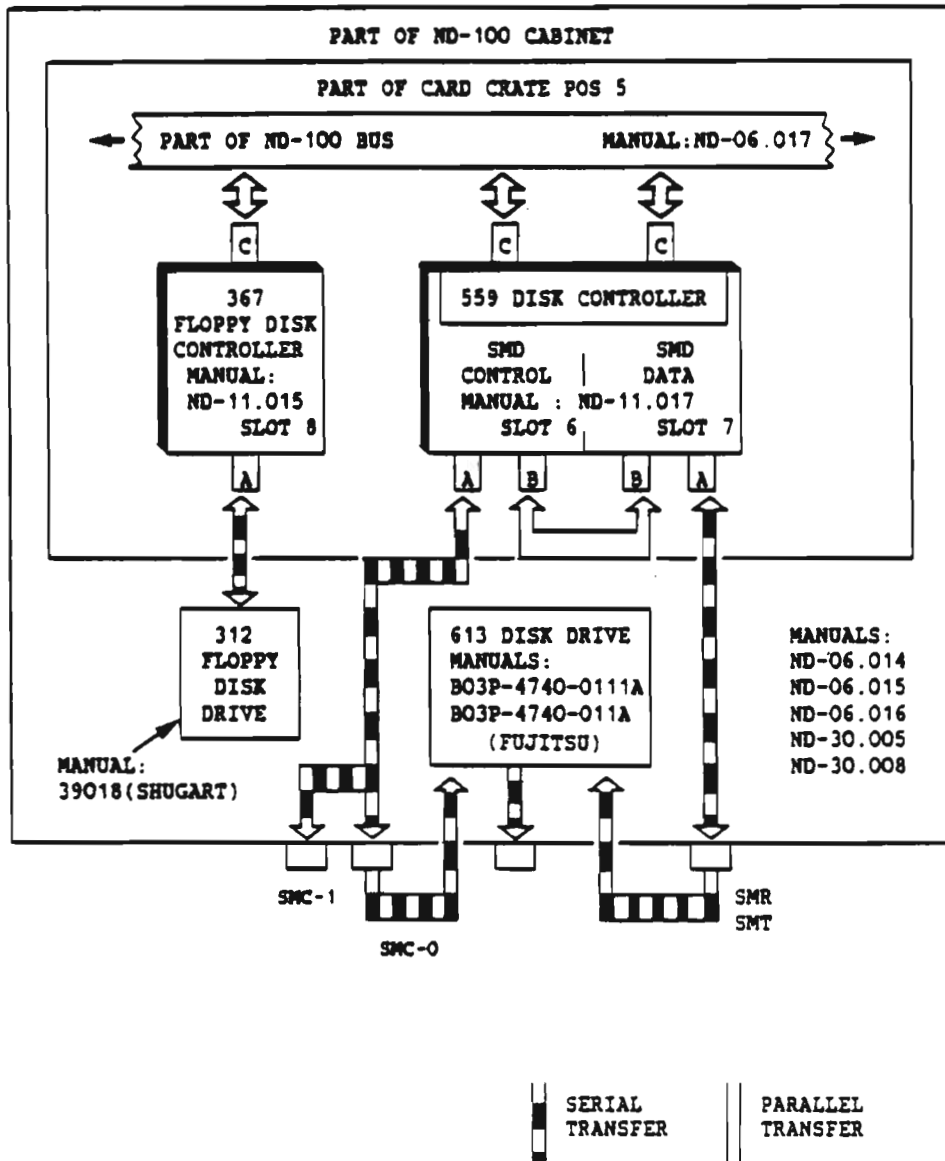 PART OF ND-100 CABINET
PART OF CARD CRATE POS 5
PART OF ND-100 BUS MANUAL:ND-06.017
C
C
C
367
FLOPPY DISK
CONTROLLER
MANUAL:
ND-11.015
SLOT 8
559 DISK CONTROLLER
SMD SMD
CONTROL DATA
MANUAL : ND-11.017
SLOT 6 SLOT 7
A
A
B
B
A
312
FLOPPY
DISK
DRIVE
613 DISK DRIVE
MANUALS:
B03P-4740-0111A
B03P-4740-011A
(FUJITSU)
MANUALS:
ND-06.014
ND-06.015
ND-06.016
ND-30.005
ND-30.008
MANUAL:
39018(SHUGART)
SMC-1
SMC-0
SMR
SMT
SERIAL
TRANSFER
PARALLEL
TRANSFER